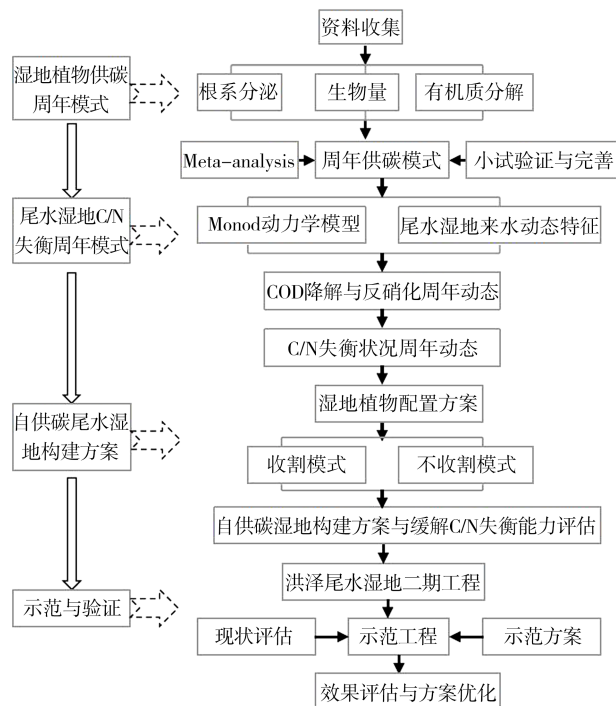 资料收集
湿地植物供碳
周年模式
根系分泌
生物量
有机质分解
Meta-analysis
周年供碳模式
小试验证与完善
尾水湿地C/N
失衡周年模式
Monod动力学模型
尾水湿地来水动态特征
COD降解与反硝化周年动态
C/N失衡状况周年动态
湿地植物配置方案
自供碳尾水湿
地构建方案
收割模式
不收割模式
自供碳湿地构建方案与缓解C/N失衡能力评估
洪泽尾水湿地二期工程
示范与验证
现状评估
示范工程
示范方案
效果评估与方案优化